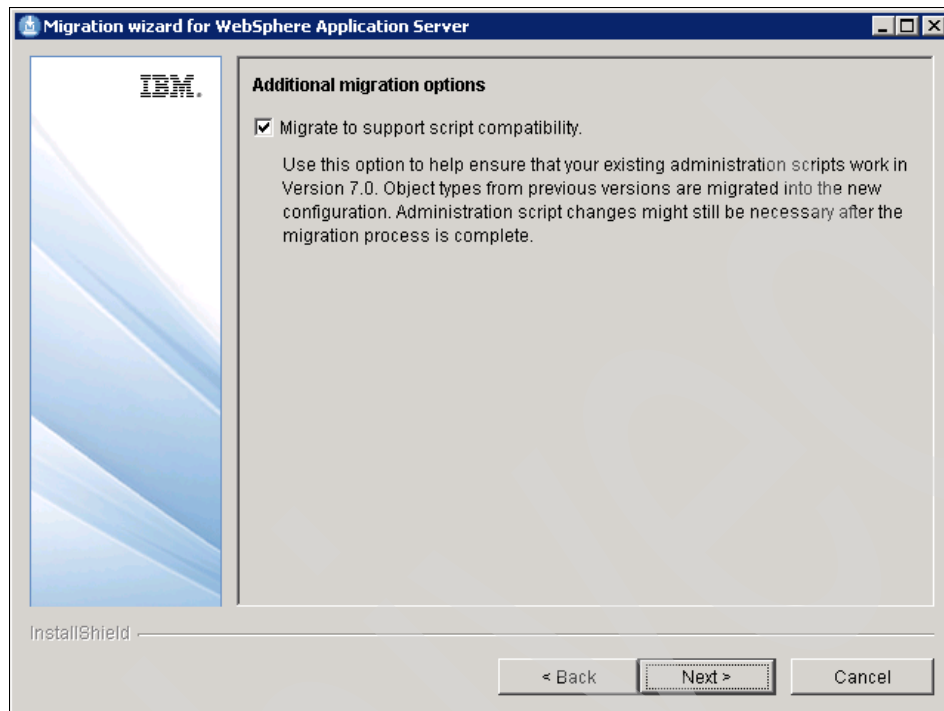 Migration wizard for WebSphere Application Server
IBM.
Additional migration options
Migrate to support script compatibility.
Use this option to help ensure that your existing administration scripts work in
Version 7.0. Object types from previous versions are migrated into the new
configuration. Administration script changes might still be necessary after the
migration process is complete.
InstallShield
< Back
Next >
Cancel